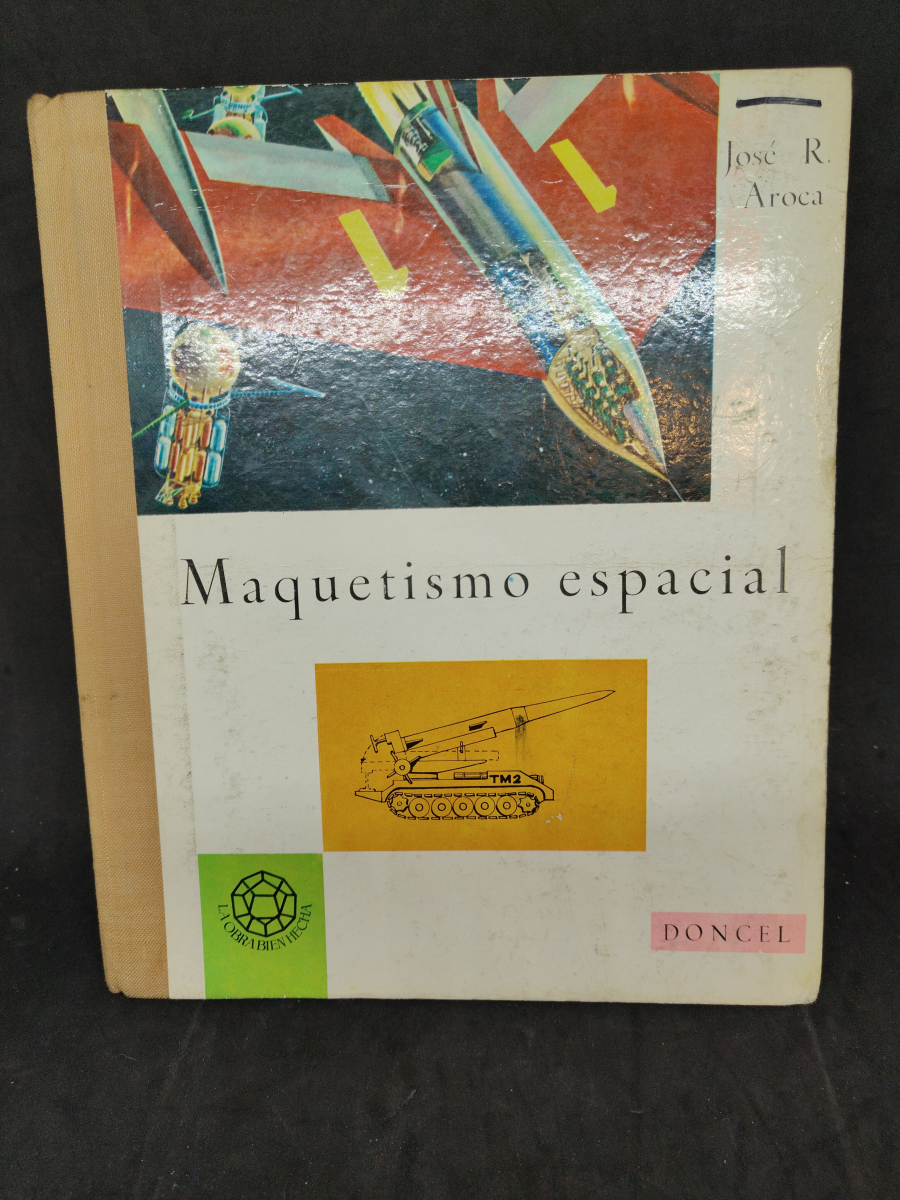 José R.
Aroca
Maquetismo espacial
TM2
LA OBRA BIEN HECHA
DONCEL